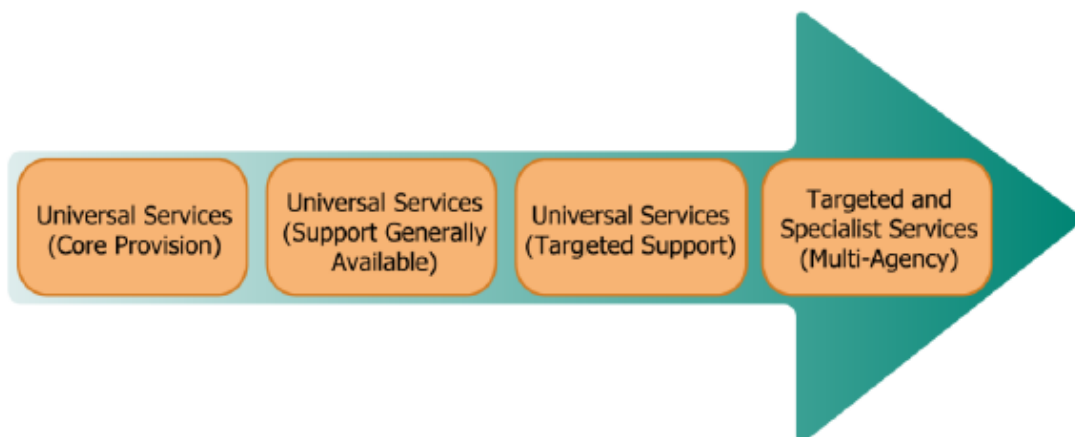 Universal Services
(Core Provision)
Universal Services
(Support Generally
Available)
Universal Services
(Targeted Support)
Targeted and
Specialist Services
(Multi-Agency)